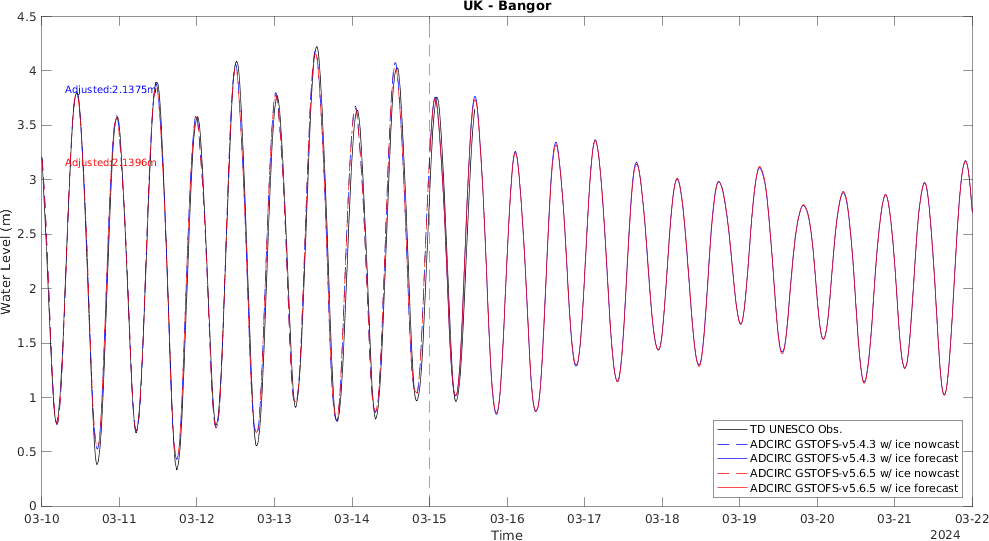 UK - Bangor
4.5
4
3.5
3
2.5
2
1.5
1
0.5
0
Water Level (m)
Adjusted:2.1375m
Adjusted:2.1396m
TD UNESCO Obs.
ADCIRC GSTOFS-v5.4.3 w/ ice nowcast
ADCIRC GSTOFS-v5.4.3 w/ ice forecast
ADCIRC GSTOFS-v5.6.5 w/ ice nowcast
ADCIRC GSTOFS-v5.6.5 w/ ice forecast
03-10 03-11 03-12 03-13 03-14 03-15 03-16 03-17 03-18 03-19 03-20 03-21 03-22
Time
2024